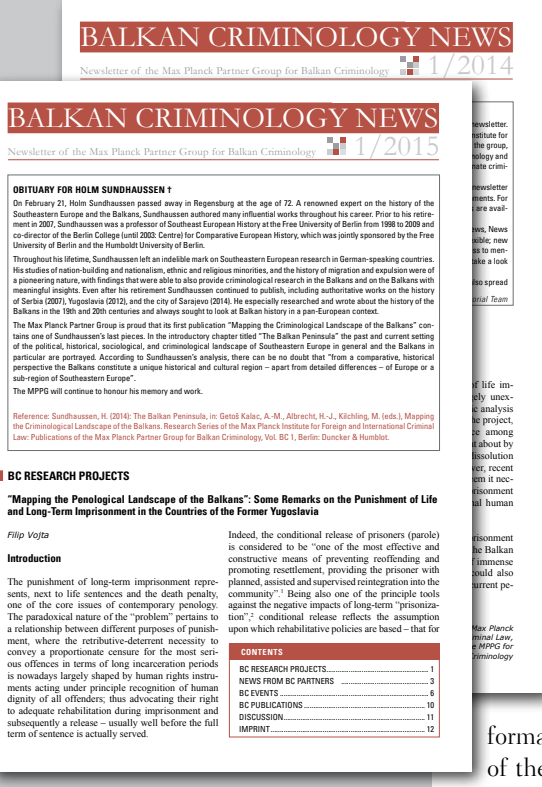 BALKAN CRIMINOLOGY NEWS
Newsletter of the Max Planck Partner Group for Balkan Criminology 1/2014
BALKAN CRIMINOLOGY NEWS
Newsletter of the Max Planck Partner Group for Balkan Criminology 1/2015
OBITUARY FOR HOLM SUNDHAUSSEN †
On February 21, Holm Sundhaussen passed away in Regensburg at the age of 72. A renowned expert on the history of the
Southeastern Europe and the Balkans, Sundhaussen authored many influential works throughout his career. Prior to his retire-
ment in 2007, Sundhaussen was a professor of Southeast European History at the Free University of Berlin from 1998 to 2009 and
co-director of the Berlin College (until 2003: Centre) for Comparative European History, which was jointly sponsored by the Free
University of Berlin and the Humboldt University of Berlin.
Throughout his lifetime, Sundhaussen left an indelible mark on Southeastern European research in German-speaking countries.
His studies of nation-building and nationalism, ethnic and religious minorities, and the history of migration and expulsion were of
a pioneering nature, with findings that were able to also provide criminological research in the Balkans and on the Balkans with
meaningful insights. Even after his retirement Sundhaussen continued to publish, including authoritative works on the history
of Serbia (2007), Yugoslavia (2012), and the city of Sarajevo (2014). He especially researched and wrote about the history of the
Balkans in the 19th and 20th centuries and always sought to look at Balkan history in a pan-European context.
The Max Planck Partner Group is proud that its first publication “Mapping the Criminological Landscape of the Balkans” con-
tains one of Sundhaussen’s last pieces. In the introductory chapter titled “The Balkan Peninsula” the past and current setting
of the political, historical, sociological, and criminological landscape of Southeastern Europe in general and the Balkans in
particular are portrayed. According to Sundhaussen’s analysis, there can be no doubt that “from a comparative, historical
perspective the Balkans constitute a unique historical and cultural region – apart from detailed differences – of Europe or a
sub-region of Southeastern Europe”.
The MPPG will continue to honour his memory and work.
Reference: Sundhaussen, H. (2014): The Balkan Peninsula, in: Getoš Kalac, A.-M., Albrecht, H.-J., Kilchling, M. (eds.), Mapping
the Criminological Landscape of the Balkans. Research Series of the Max Planck Institute for Foreign and International Criminal
Law: Publications of the Max Planck Partner Group for Balkan Criminology, Vol. BC 1, Berlin: Duncker & Humblot.
BC RESEARCH PROJECTS
“Mapping the Penological Landscape of the Balkans”: Some Remarks on the Punishment of Life
and Long-Term Imprisonment in the Countries of the Former Yugoslavia
Filip Vojta
Introduction
The punishment of long-term imprisonment repre-
sents, next to life sentences and the death penalty,
one of the core issues of contemporary penology.
The paradoxical nature of the “problem” pertains to
a relationship between different purposes of punish-
ment, where the retributive-deterrent necessity to
convey a proportionate censure for the most seri-
ous offences in terms of long incarceration periods
is nowadays largely shaped by human rights instru-
ments acting under principle recognition of human
dignity of all offenders; thus advocating their right
to adequate rehabilitation during imprisonment and
subsequently a release – usually well before the full
term of sentence is actually served.
Indeed, the conditional release of prisoners (parole)
is considered to be “one of the most effective and
constructive means of preventing reoffending and
promoting resettlement, providing the prisoner with
planned, assisted and supervised reintegration into the
community”.1 Being also one of the principle tools
against the negative impacts of long-term “prisoniza-
tion”,2 conditional release reflects the assumption
upon which rehabilitative policies are based – that for
CONTENTS
BC RESEARCH PROJECTS 1
NEWS FROM BC PARTNERS 3
BC EVENTS 6
BC PUBLICATIONS 10
DISCUSSION 11
IMPRINT 12
newsletter.
the group,
of life im-
analysis
the project,
among
about by
recent
human
the Balkan
immense
could also
Max Planck
Law,
MPPG for
of the